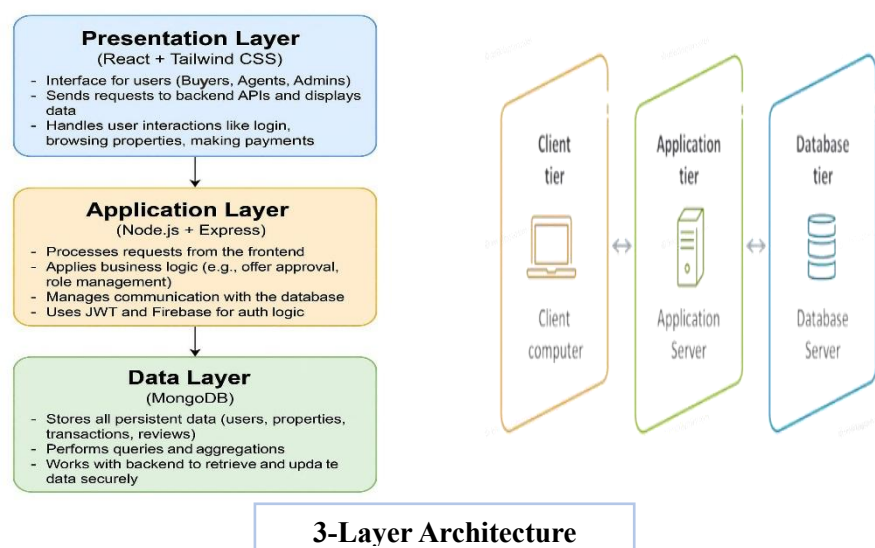 Presentation Layer
(React + Tailwind CSS)
- Interface for users (Buyers, Agents, Admins)
- Sends requests to backend APIs and displays
data
- Handles user interactions like login,
browsing properties, making payments
Application Layer
(Node.js + Express)
- Processes requests from the frontend
- Applies business logic (e.g., offer approval,
role management)
- Manages communication with the database
- Uses JWT and Firebase for auth logic
Data Layer
(MongoDB)
- Stores all persistent data (users, properties,
transactions, reviews)
- Performs queries and aggregations
- Works with backend to retrieve and upda te
data securely
Client
tier
Client
computer
Application
tier
Application
Server
Database
tier
Database
Server
3-Layer Architecture